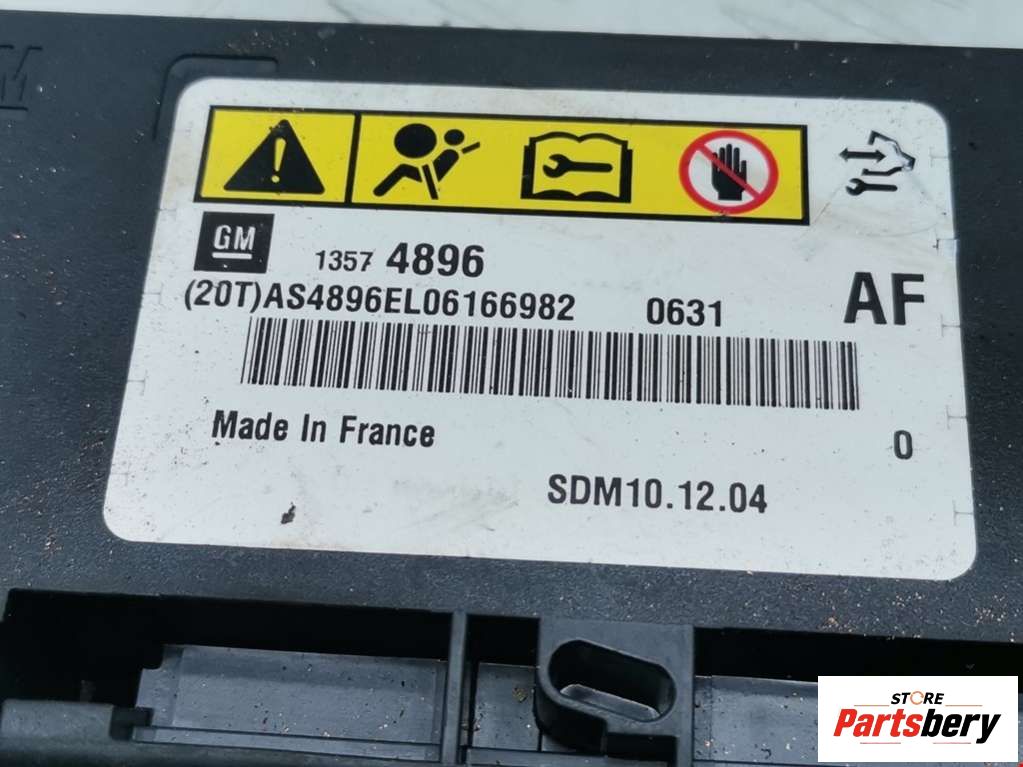 GM
1357 4896
(20T)AS4896EL06166982 0631 AF
Made In France 0
SDM10.12.04
STORE
Partsbery